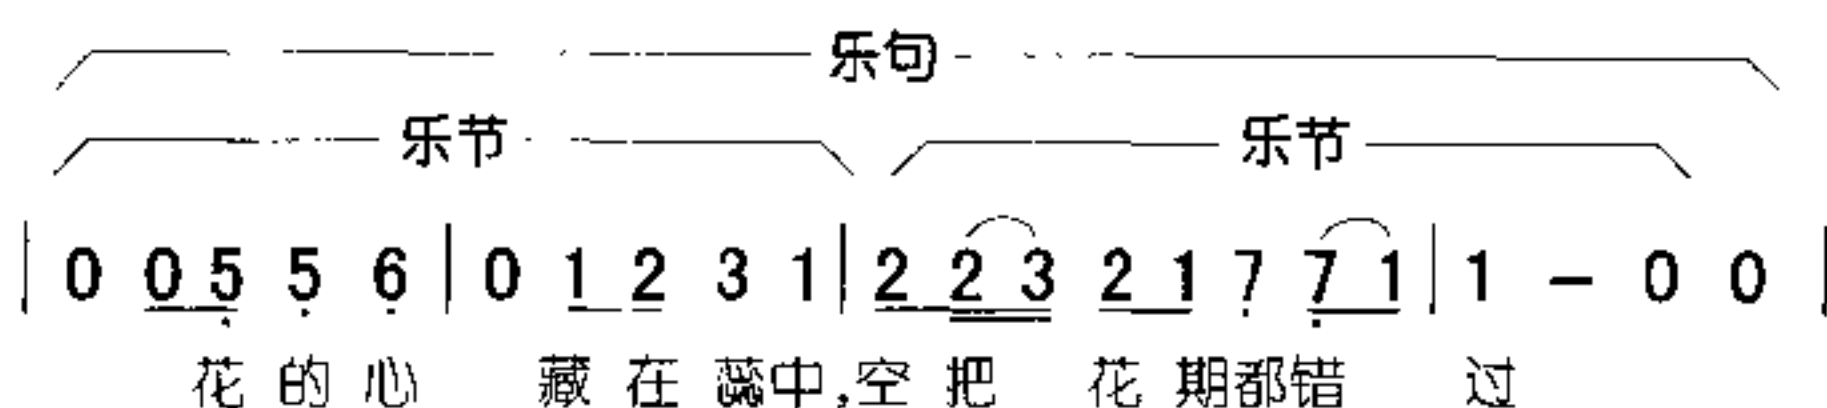 乐句
乐节 乐节
| 0 0 5 5 6 | 0 1 2 3 1 | 2 2 3 2 1 7 7 1 | 1 - 0 0 |
花的心 藏在蕊中,空把 花期都错 过